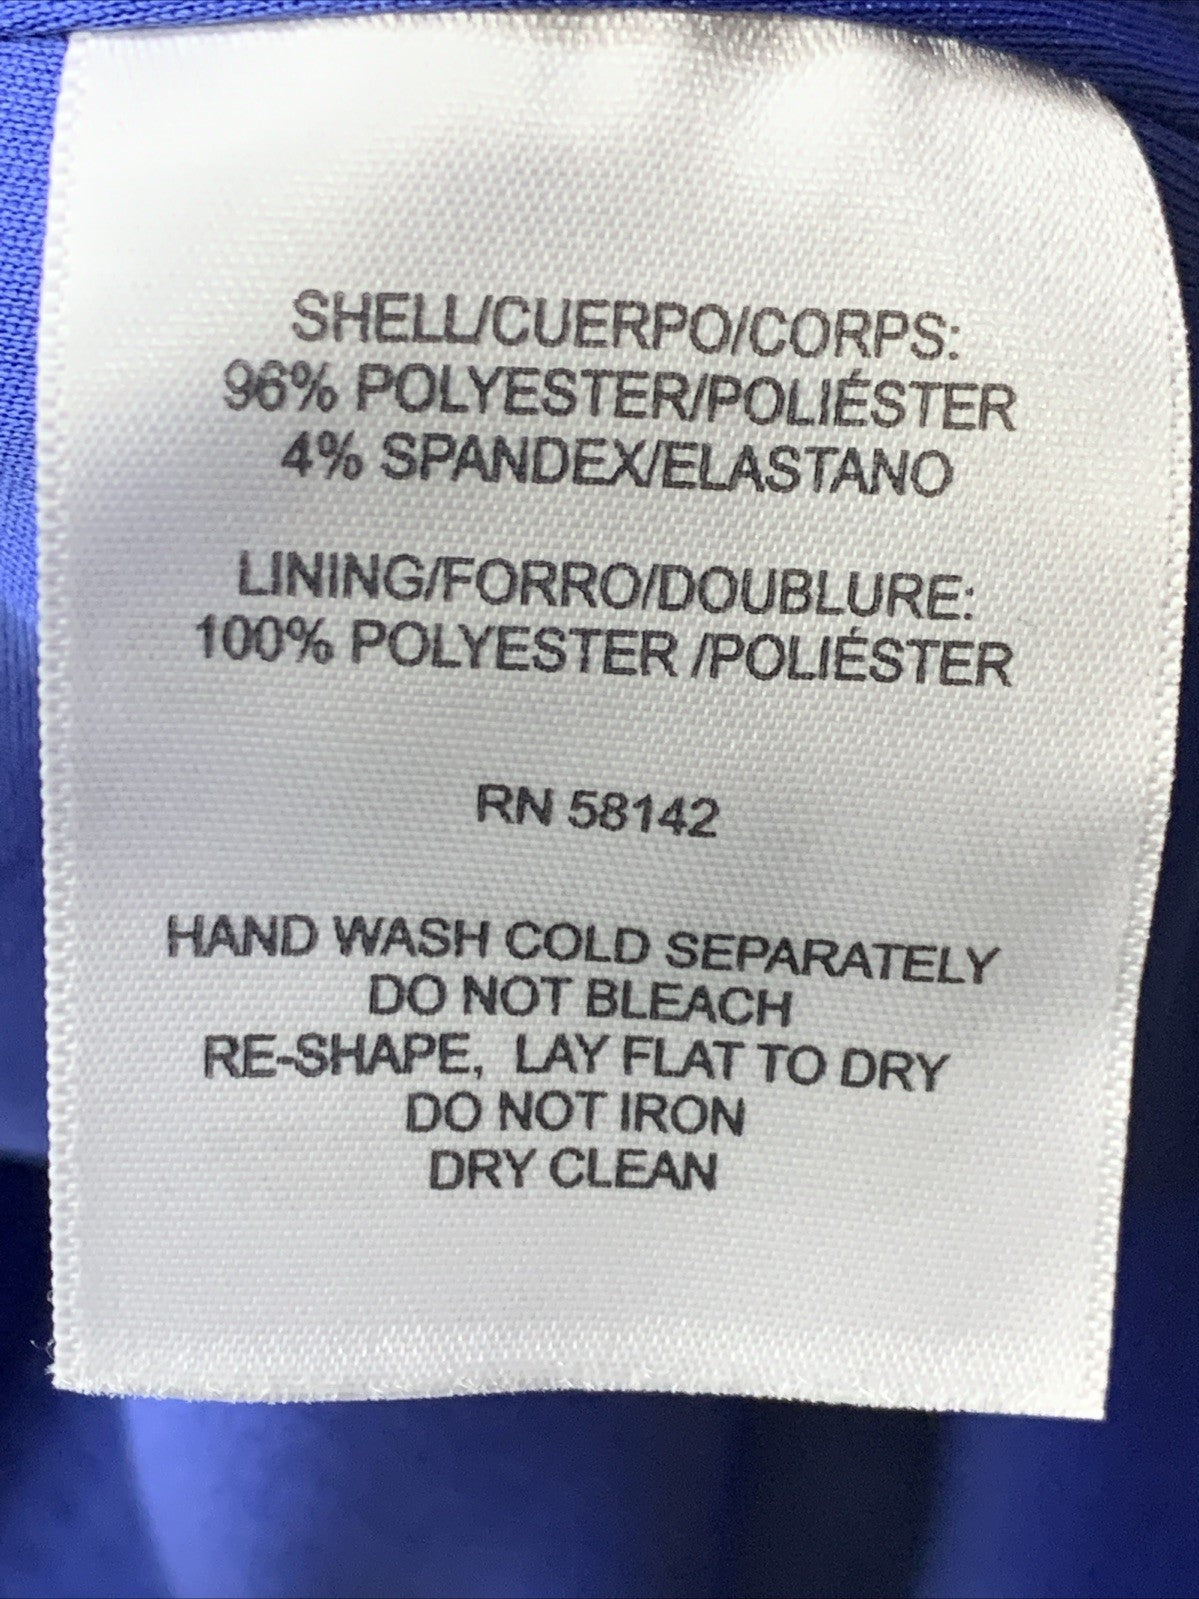 SHELL/CUERPO/CORPS:
96% POLYESTER/POLIÉSTER
4% SPANDEX/ELASTANO
LINING/FORRO/DOUBLURE:
100% POLYESTER /POLIÉSTER
RN 58142
HAND WASH COLD SEPARATELY
DO NOT BLEACH
RE-SHAPE, LAY FLAT TO DRY
DO NOT IRON
DRY CLEAN